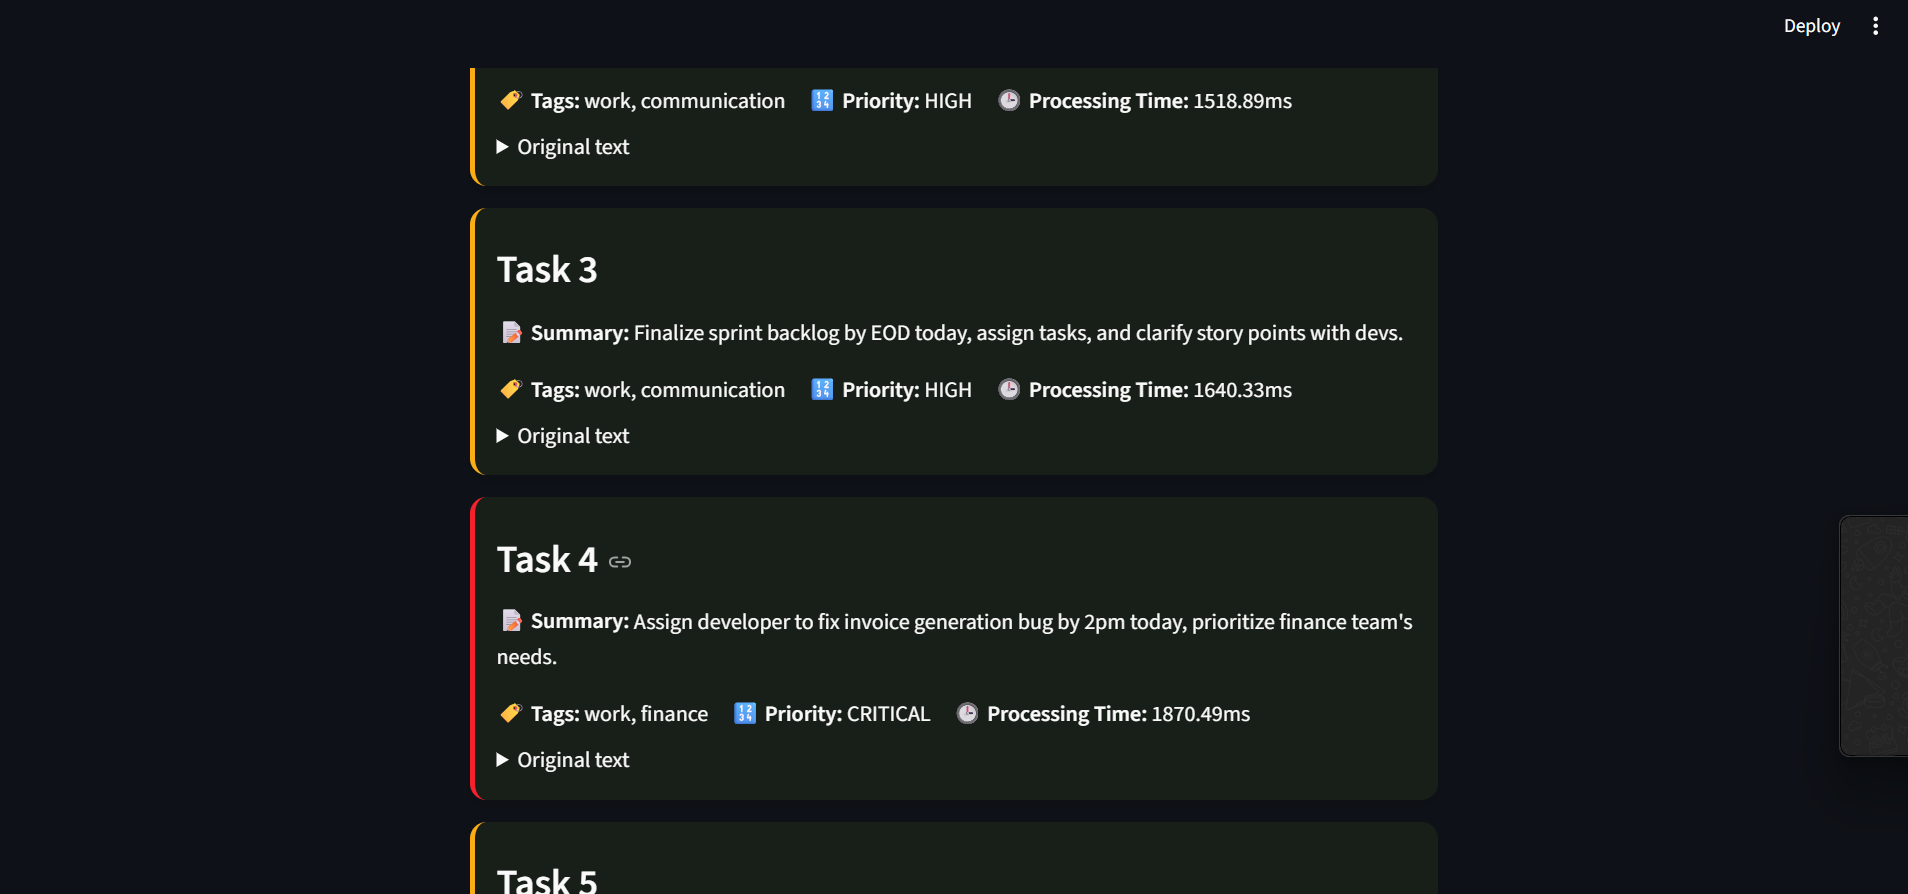 Deploy
Tags: work, communication Priority: HIGH Processing Time: 1518.89ms
Original text
Task 3
Summary: Finalize sprint backlog by EOD today, assign tasks, and clarify story points with devs.
Tags: work, communication Priority: HIGH Processing Time: 1640.33ms
Original text
Task 4
Summary: Assign developer to fix invoice generation bug by 2pm today, prioritize finance team's
needs.
Tags: work, finance Priority: CRITICAL Processing Time: 1870.49ms
Original text
Task 5